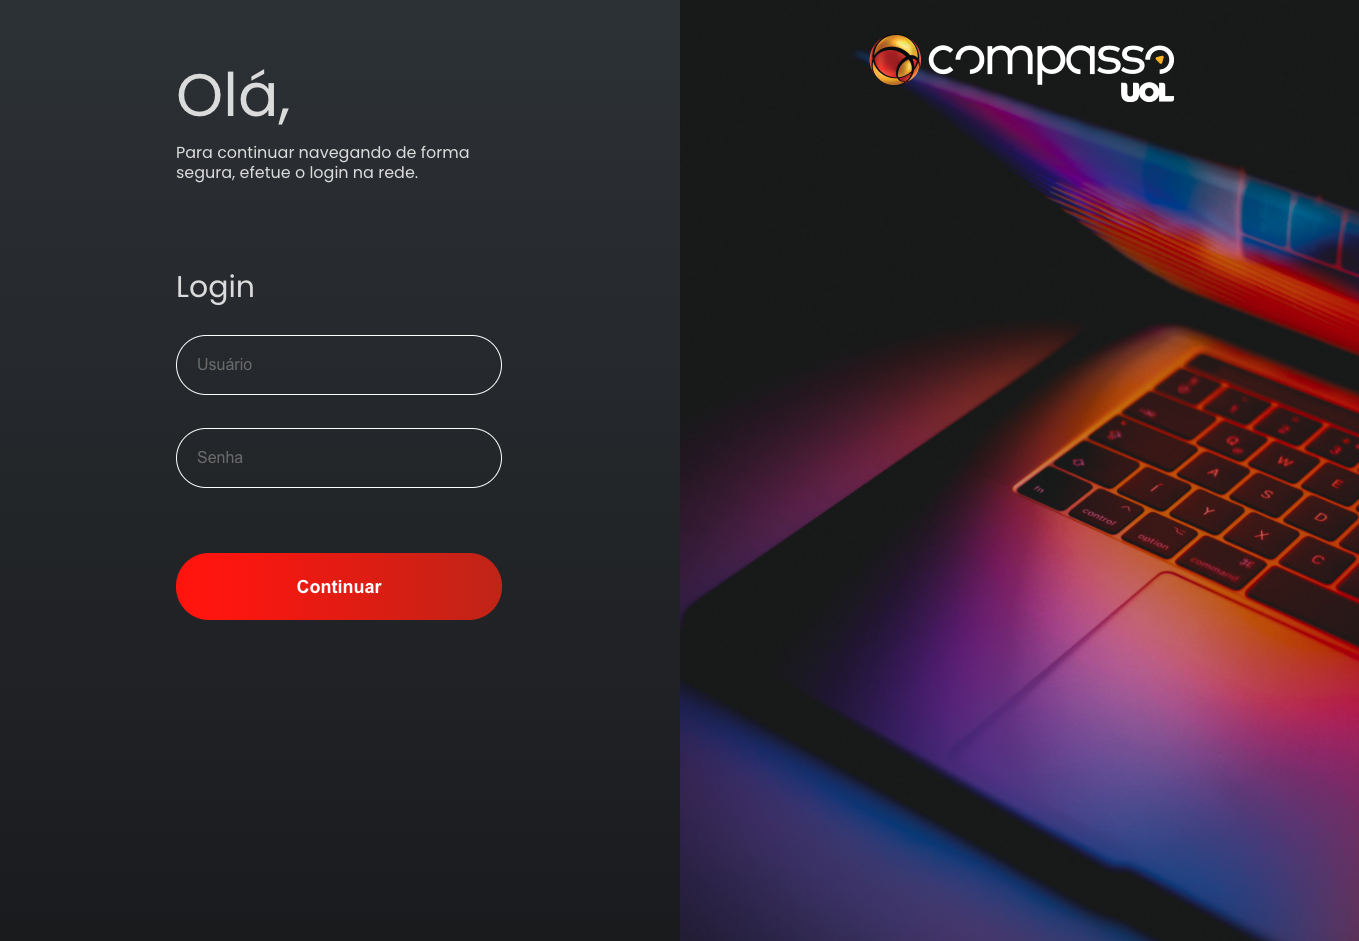 Olá,
Para continuar navegando de forma
segura, efetue o login na rede.
Login
Usuário
Senha
Continuar
compasso
UOL
Q
W
E
A
S
D
Í
Y
X
C
fn
control
option
command